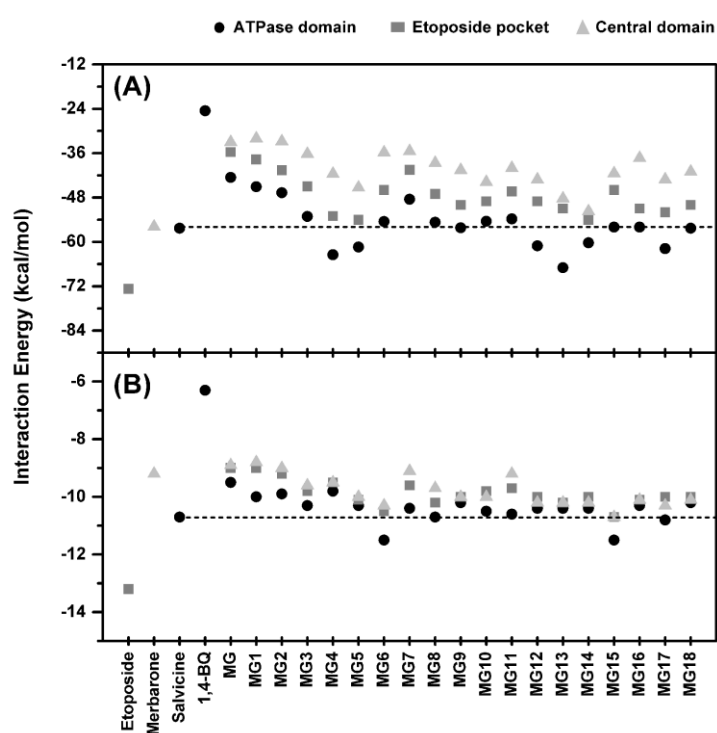 ATPase domain Etoposide pocket Central domain
(A)
-12
-24
-36
-48
-60
-72
-84
Interaction Energy (kcal/mol)
(B)
-6
-8
-10
-12
-14
Etoposide
Merbarone
Salvicine
1,4-BQ
MG
MG1
MG2
MG3
MG4
MG5
MG6
MG7
MG8
MG9
MG10
MG11
MG12
MG13
MG14
MG15
MG16
MG17
MG18